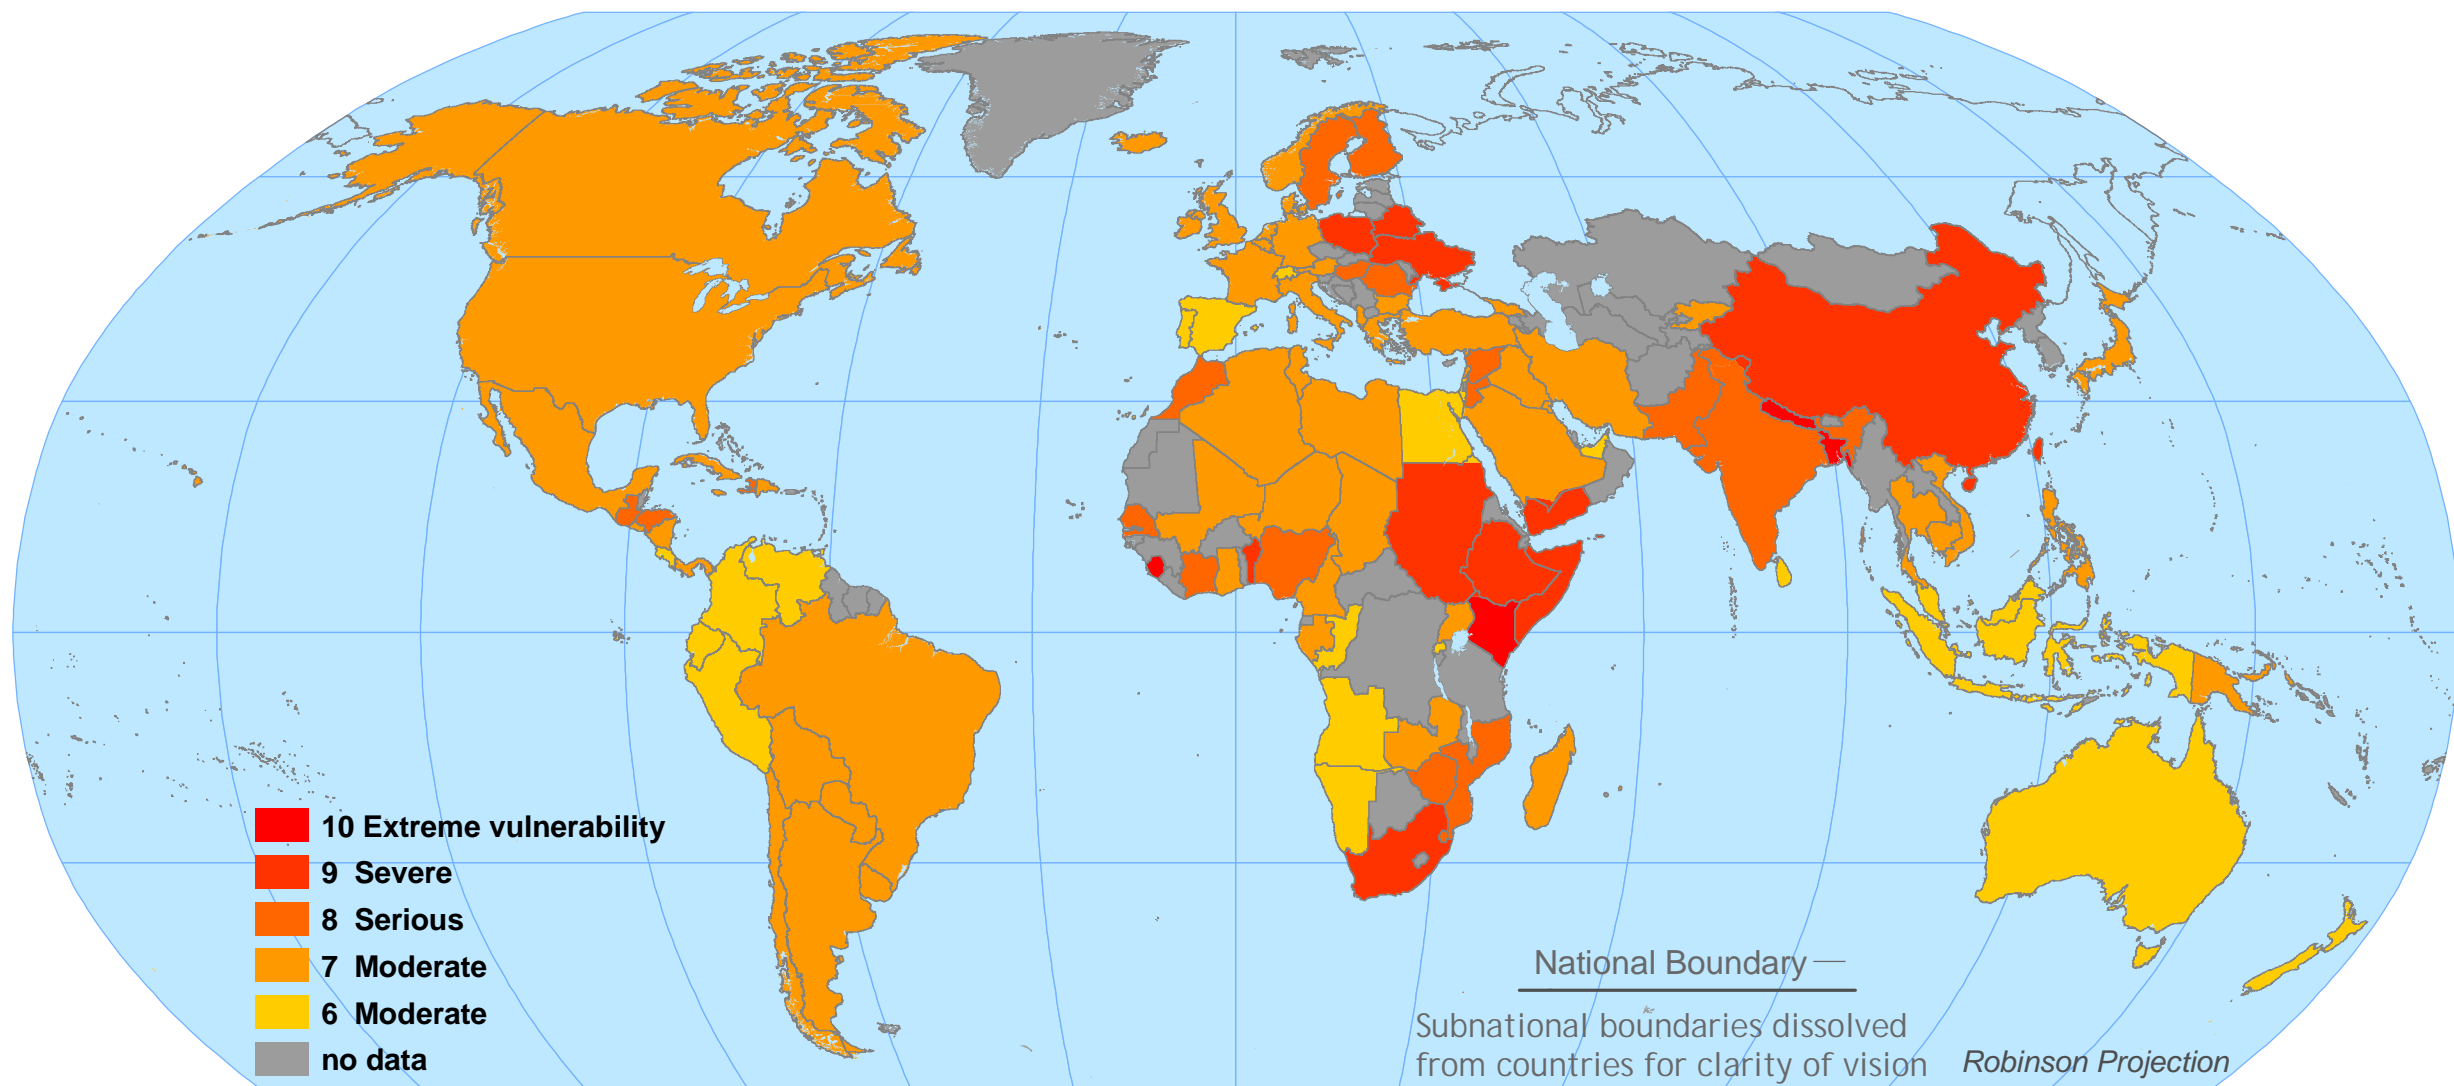 10 Extreme vulnerability
9 Severe
8 Serious
7 Moderate
6 Moderate
no data
National Boundary
Subnational boundaries dissolved
from countries for clarity of vision
Robinson Projection